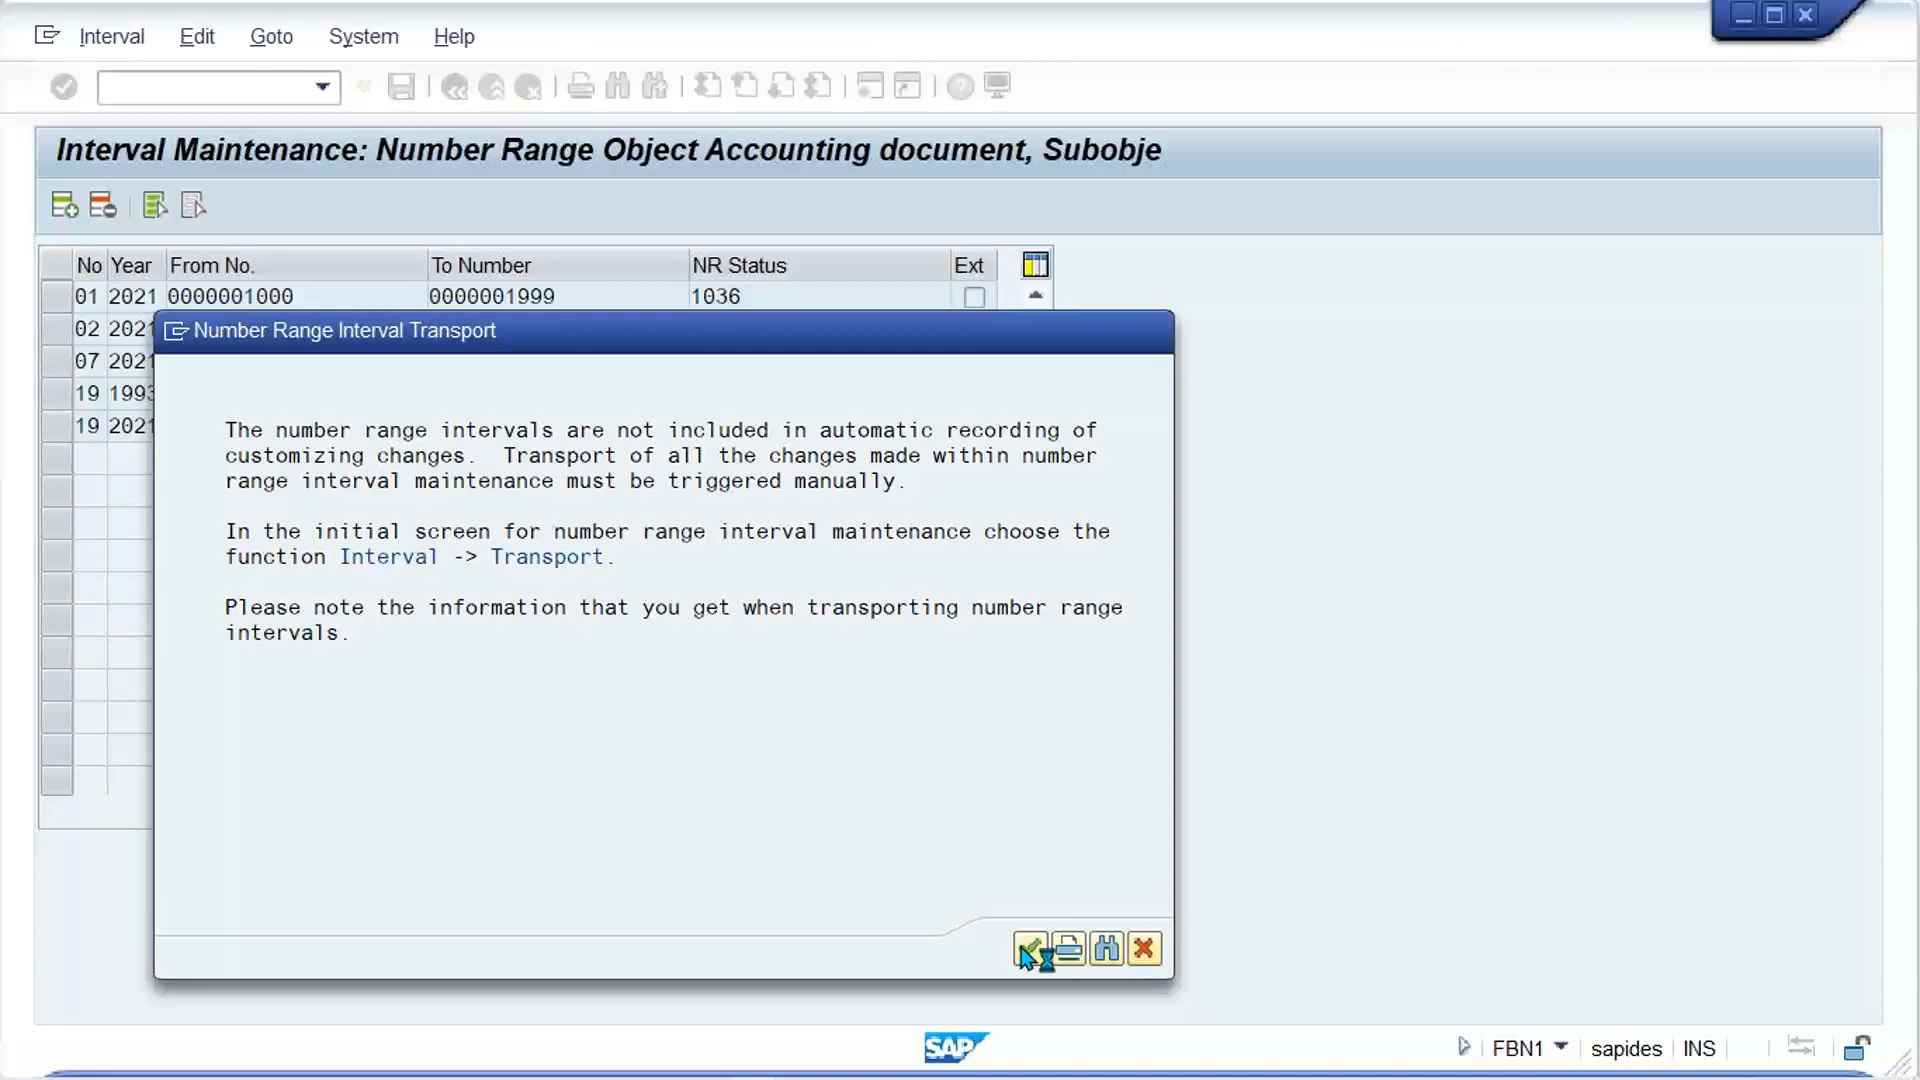 Interval Edit Goto System Help
Interval Maintenance: Number Range Object Accounting document, Subobje
No Year From No. To Number NR Status Ext
01 2021 0000001000 0000001999 1036
02 2021
07 2021
19 1993
19 2021
Number Range Interval Transport
The number range intervals are not included in automatic recording of
customizing changes. Transport of all the changes made within number
range interval maintenance must be triggered manually.
In the initial screen for number range interval maintenance choose the
function Interval -> Transport.
Please note the information that you get when transporting number range
intervals.
SAP
FBN1 sapides INS